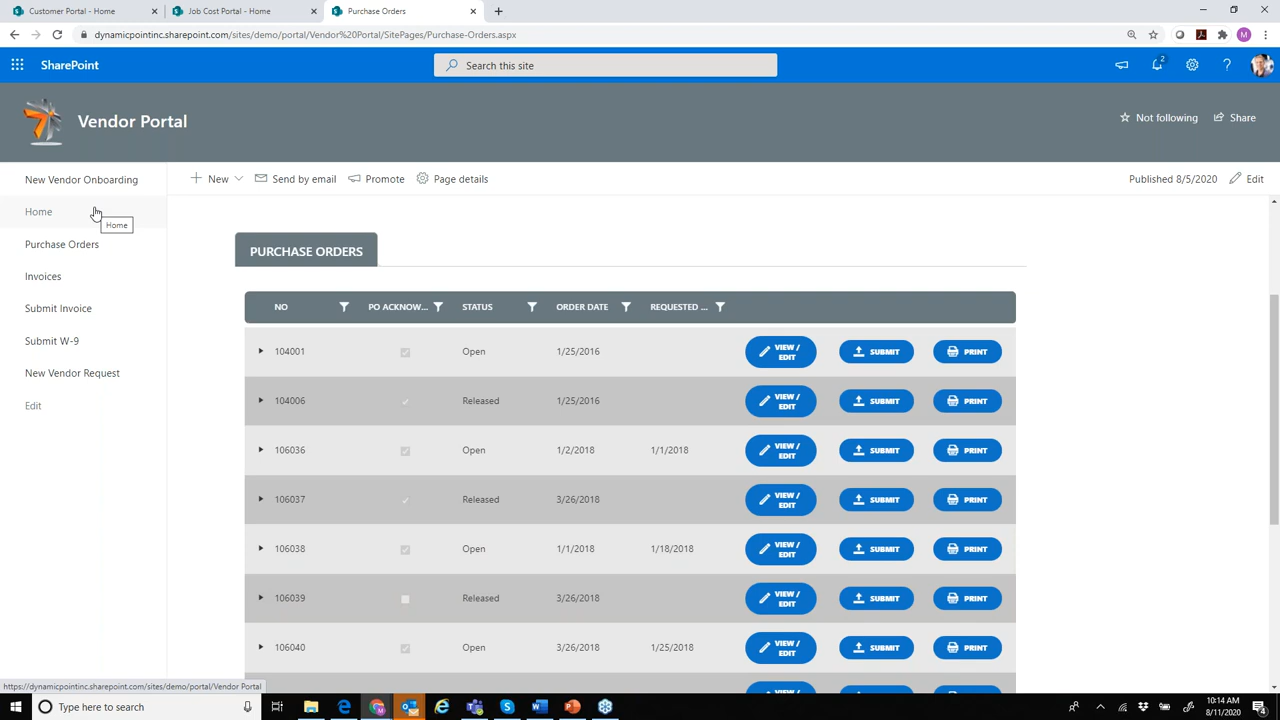 Customer Portal - Home
Job Cost Portal - Home
Purchase Orders
dynamicpointinc.sharepoint.com/sites/demo/portal/Vendor%20Portal/SitePages/Purchase-Orders.aspx
M
SharePoint
Search this site
2
?
Vendor Portal
Not following
Share
New Vendor Onboarding
New
Send by email
Promote
Page details
Published 8/5/2020
Edit
Home
Home
Purchase Orders
Invoices
Submit Invoice
Submit W-9
New Vendor Request
Edit
PURCHASE ORDERS
NO PO ACKNOW... STATUS ORDER DATE REQUESTED ...
104001 Open 1/25/2016 VIEW / EDIT SUBMIT PRINT
104006 Released 1/25/2016 VIEW / EDIT SUBMIT PRINT
106036 Open 1/2/2018 1/1/2018 VIEW / EDIT SUBMIT PRINT
106037 Released 3/26/2018 VIEW / EDIT SUBMIT PRINT
106038 Open 1/1/2018 1/18/2018 VIEW / EDIT SUBMIT PRINT
106039 Released 3/26/2018 VIEW / EDIT SUBMIT PRINT
106040 Open 3/26/2018 1/25/2018 VIEW / EDIT SUBMIT PRINT
https://dynamicpointinc.sharepoint.com/sites/demo/portal/Vendor Portal
Type here to search
10:14 AM
8/11/2020